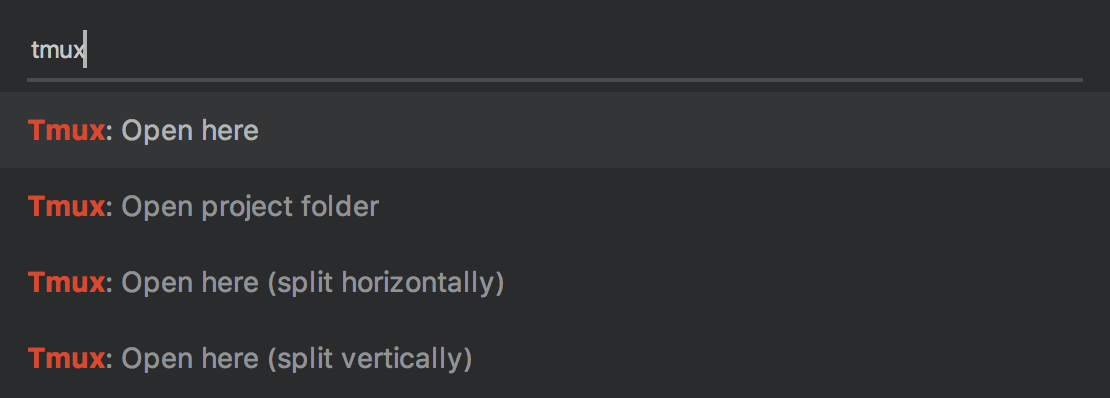 tmux
Tmux: Open here
Tmux: Open project folder
Tmux: Open here (split horizontally)
Tmux: Open here (split vertically)